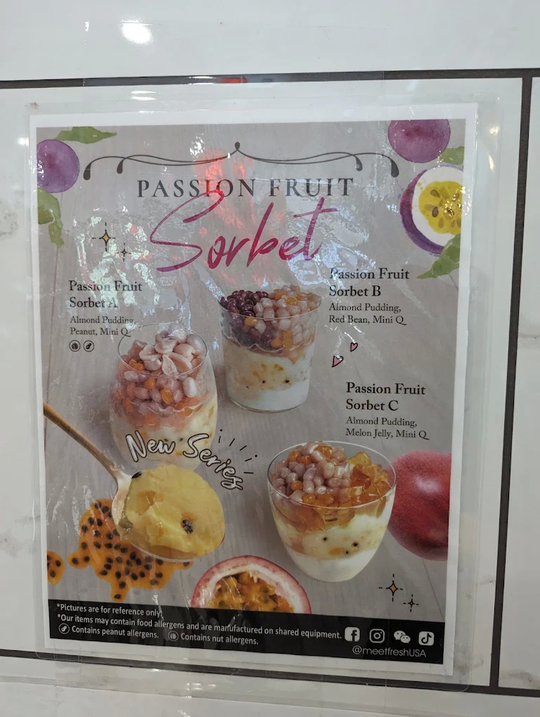 PASSION FRUIT
Sorbet
Passion Fruit
Sorbet A
Almond Pudding,
Peanut, Mini Q
Passion Fruit
Sorbet B
Almond Pudding,
Red Bean, Mini Q
Passion Fruit
Sorbet C
Almond Pudding,
Melon Jelly, Mini Q
New Series
*Pictures are for reference only.
*Our items may contain food allergens and are manufactured on shared equipment.
Contains peanut allergens. Contains nut allergens.
@meetfreshUSA